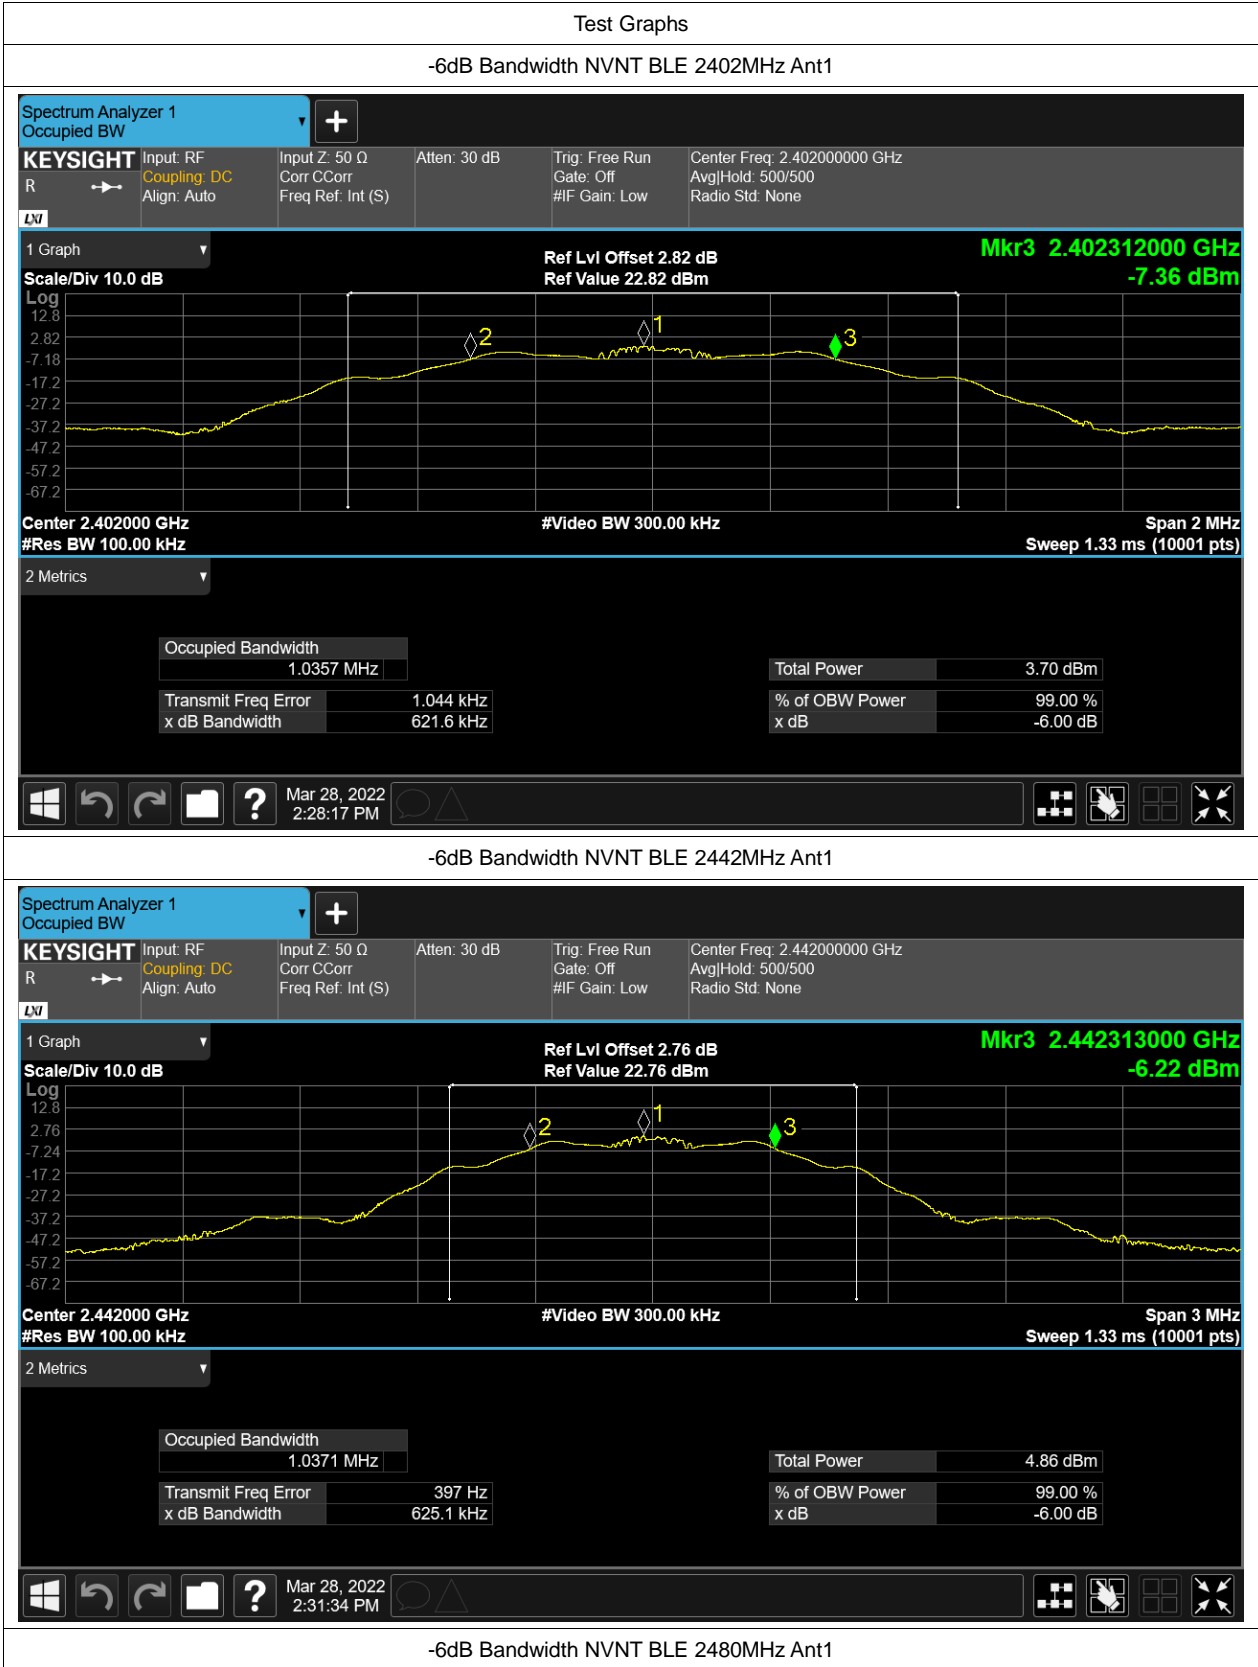 Test Graphs
-6dB Bandwidth NVNT BLE 2402MHz Ant1
Spectrum Analyzer 1
Occupied BW
KEYSIGHT Input: RF Input Z: 50 Ω Atten: 30 dB Trig: Free Run Center Freq: 2.402000000 GHz
R Coupling: DC Corr CCorr Gate: Off Avg|Hold: 500/500
Align: Auto Freq Ref: Int (S) #IF Gain: Low Radio Std: None
LXI
1 Graph Ref Lvl Offset 2.82 dB Mkr3 2.402312000 GHz
Scale/Div 10.0 dB Ref Value 22.82 dBm -7.36 dBm
Log
12.8
2.82
-7.18
-17.2
-27.2
-37.2
-47.2
-57.2
-67.2
2 1 3
Center 2.402000 GHz #Video BW 300.00 kHz Span 2 MHz
#Res BW 100.00 kHz Sweep 1.33 ms (10001 pts)
2 Metrics
Occupied Bandwidth
1.0357 MHz Total Power 3.70 dBm
Transmit Freq Error 1.044 kHz % of OBW Power 99.00 %
x dB Bandwidth 621.6 kHz x dB -6.00 dB
? Mar 28, 2022
2:28:17 PM
-6dB Bandwidth NVNT BLE 2442MHz Ant1
Spectrum Analyzer 1
Occupied BW
KEYSIGHT Input: RF Input Z: 50 Ω Atten: 30 dB Trig: Free Run Center Freq: 2.442000000 GHz
R Coupling: DC Corr CCorr Gate: Off Avg|Hold: 500/500
Align: Auto Freq Ref: Int (S) #IF Gain: Low Radio Std: None
LXI
1 Graph Ref Lvl Offset 2.76 dB Mkr3 2.442313000 GHz
Scale/Div 10.0 dB Ref Value 22.76 dBm -6.22 dBm
Log
12.8
2.76
-7.24
-17.2
-27.2
-37.2
-47.2
-57.2
-67.2
2 1 3
Center 2.442000 GHz #Video BW 300.00 kHz Span 3 MHz
#Res BW 100.00 kHz Sweep 1.33 ms (10001 pts)
2 Metrics
Occupied Bandwidth
1.0371 MHz Total Power 4.86 dBm
Transmit Freq Error 397 Hz % of OBW Power 99.00 %
x dB Bandwidth 625.1 kHz x dB -6.00 dB
? Mar 28, 2022
2:31:34 PM
-6dB Bandwidth NVNT BLE 2480MHz Ant1